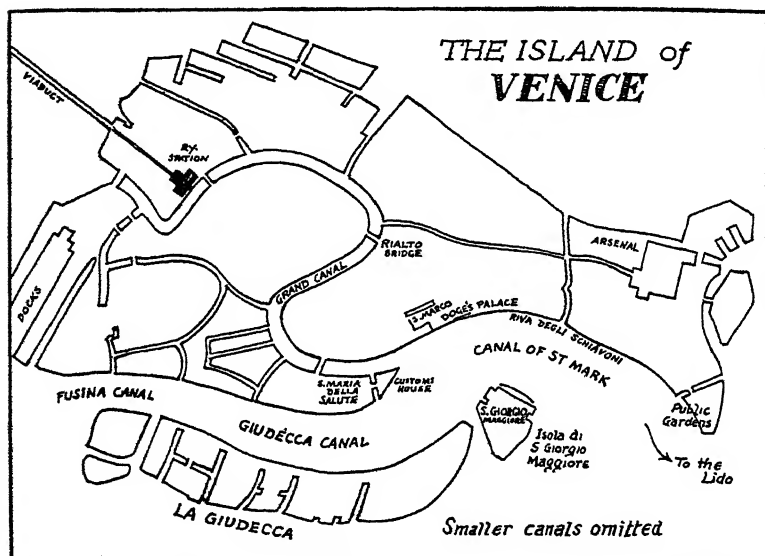 THE ISLAND of
VENICE
VIADUCT
RY.
STATION
DOCKS
GRAND CANAL
RIALTO
BRIDGE
ARSENAL
S. MARCO
DOGE'S PALACE
RIVA DEGLI SCHIAVONI
CANAL OF ST MARK
FUSINA CANAL
S. MARIA
DELLA
SALUTE
CUSTOMS
HOUSE
GIUDECCA CANAL
S. GIORGIO
MAGGIORE
Isola di
S Giorgio
Maggiore
Public
Gardens
To the
Lido
LA GIUDECCA
Smaller canals omitted